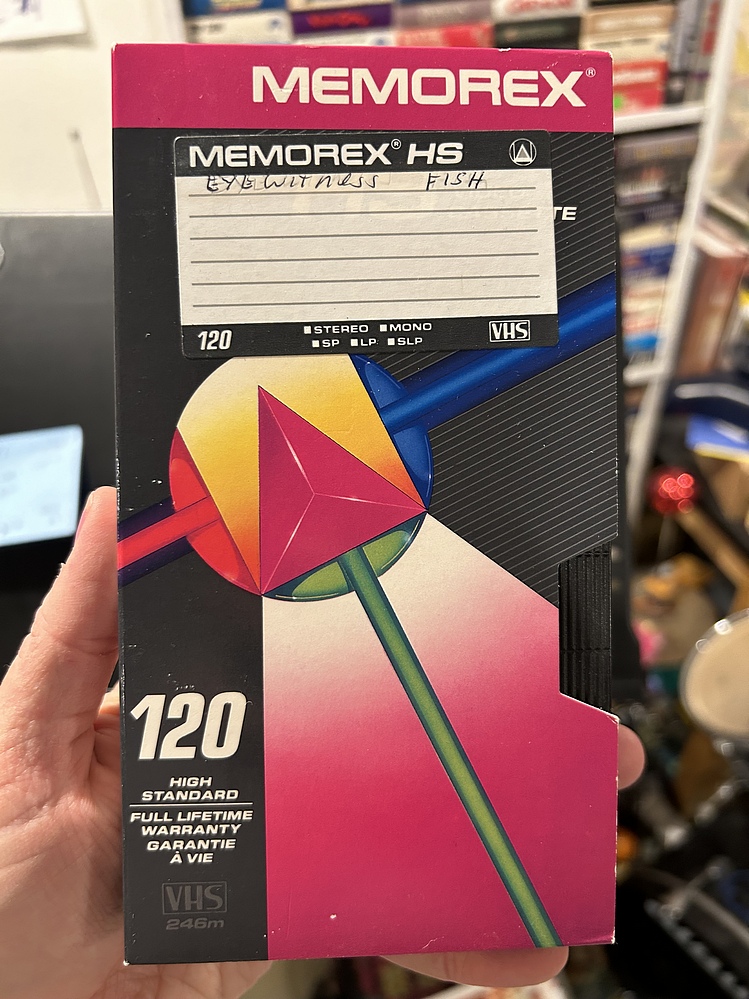 MEMOREX®
MEMOREX® HS
EYEWITNESS FISH
TE
120
STEREO MONO
SP LP SLP
VHS
120
HIGH
STANDARD
FULL LIFETIME
WARRANTY
GARANTIE
À VIE
VHS
246m